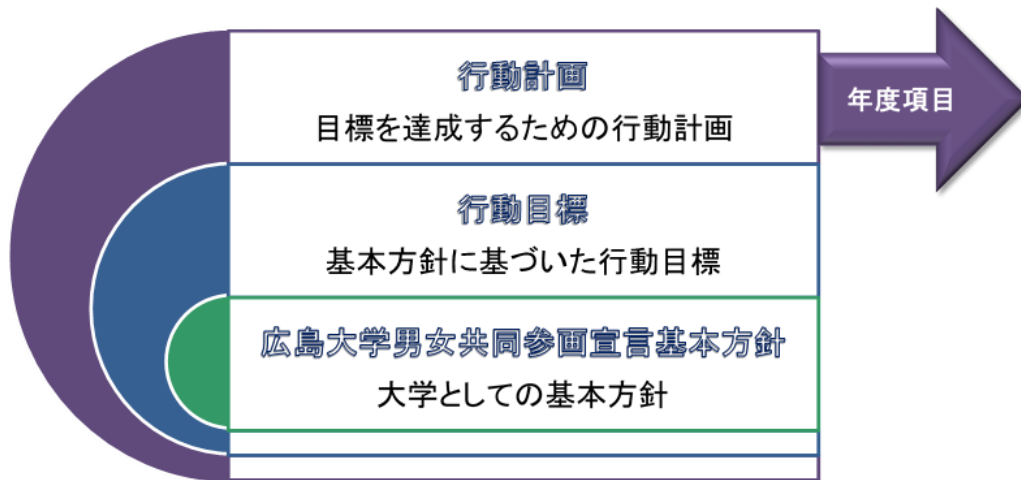 行動計画
目標を達成するための行動計画
年度項目
行動目標
基本方針に基づいた行動目標
広島大学男女共同参画宣言基本方針
大学としての基本方針